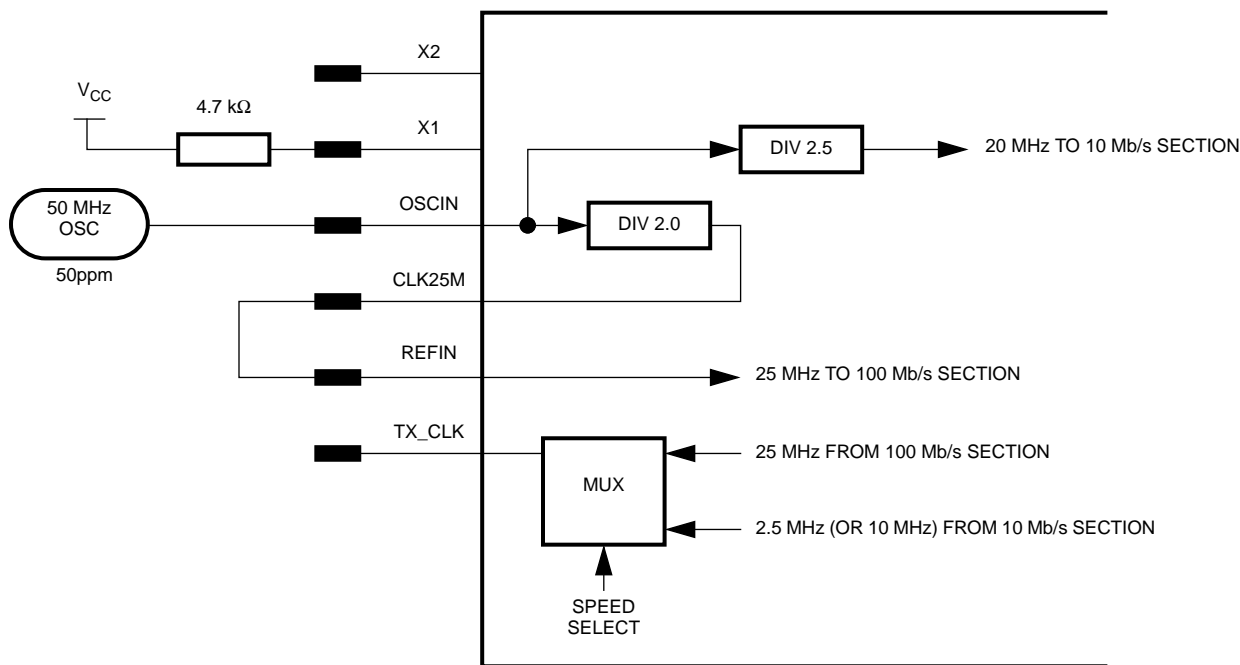 X2
V_CC
4.7 kΩ
X1
DIV 2.5
20 MHz TO 10 Mb/s SECTION
50 MHz
OSC
50ppm
OSCIN
DIV 2.0
CLK25M
REFIN
25 MHz TO 100 Mb/s SECTION
TX_CLK
MUX
25 MHz FROM 100 Mb/s SECTION
2.5 MHz (OR 10 MHz) FROM 10 Mb/s SECTION
SPEED
SELECT